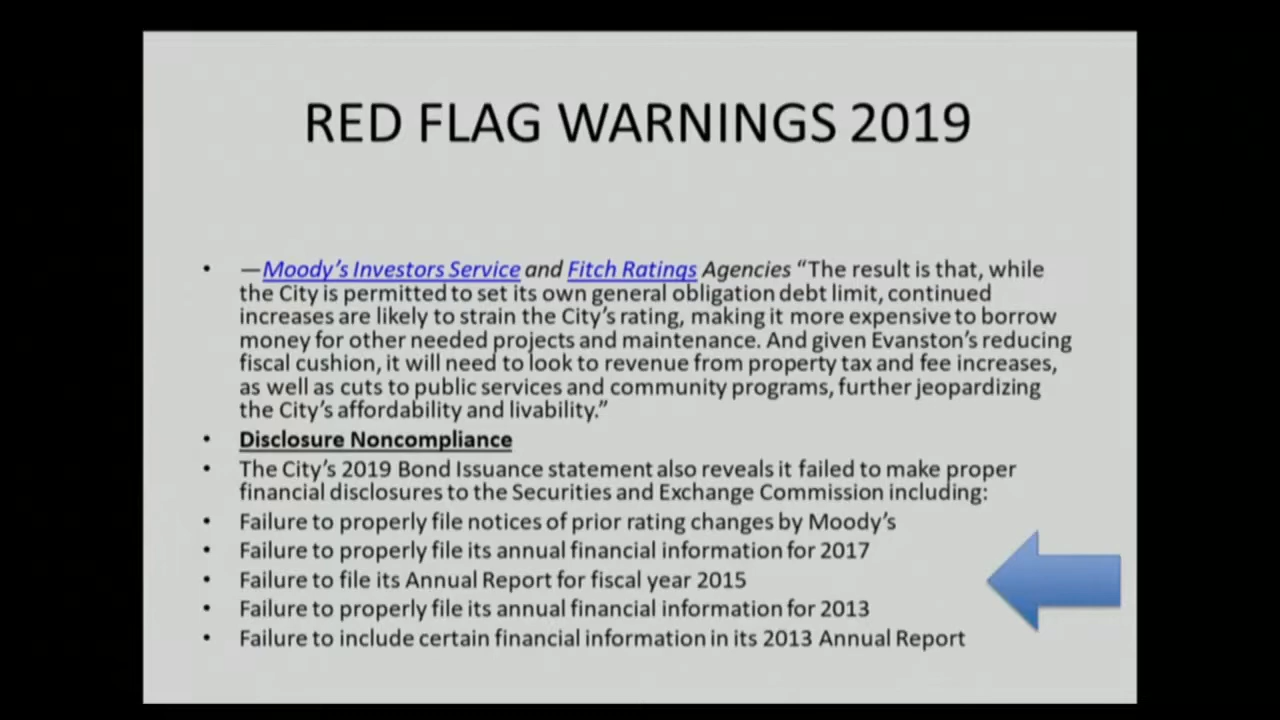 RED FLAG WARNINGS 2019
• —Moody's Investors Service and Fitch Ratings Agencies “The result is that, while
the City is permitted to set its own general obligation debt limit, continued
increases are likely to strain the City's rating, making it more expensive to borrow
money for other needed projects and maintenance. And given Evanston's reducing
fiscal cushion, it will need to look to revenue from property tax and fee increases,
as well as cuts to public services and community programs, further jeopardizing
the City's affordability and livability.”
• Disclosure Noncompliance
• The City's 2019 Bond Issuance statement also reveals it failed to make proper
financial disclosures to the Securities and Exchange Commission including:
• Failure to properly file notices of prior rating changes by Moody's
• Failure to properly file its annual financial information for 2017
• Failure to file its Annual Report for fiscal year 2015
• Failure to properly file its annual financial information for 2013
• Failure to include certain financial information in its 2013 Annual Report